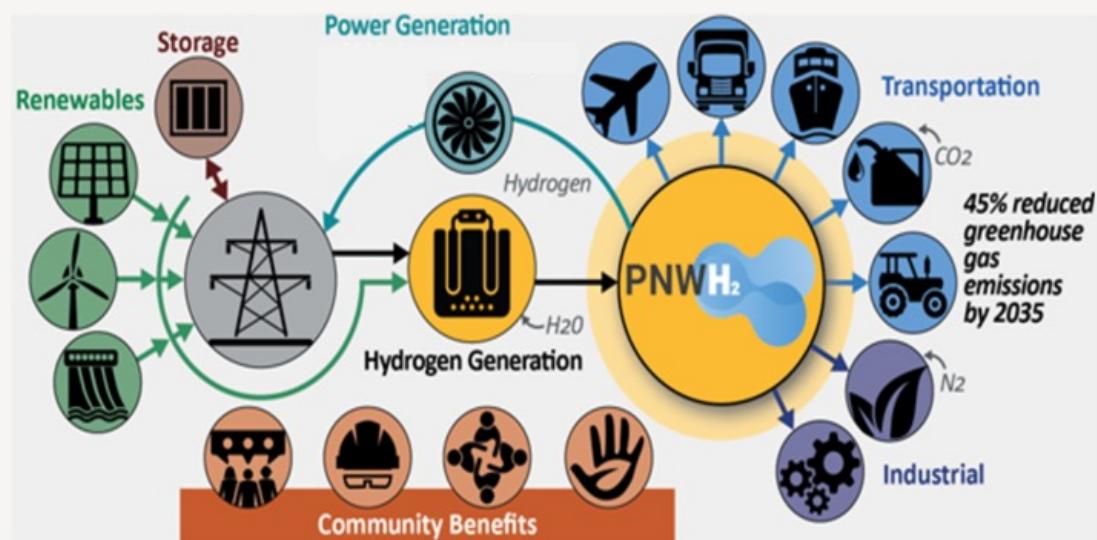 Power Generation
Storage
Renewables
Transportation
CO2
Hydrogen
45% reduced
greenhouse
gas
emissions
by 2035
PNWH2
H20
Hydrogen Generation
N2
Industrial
Community Benefits